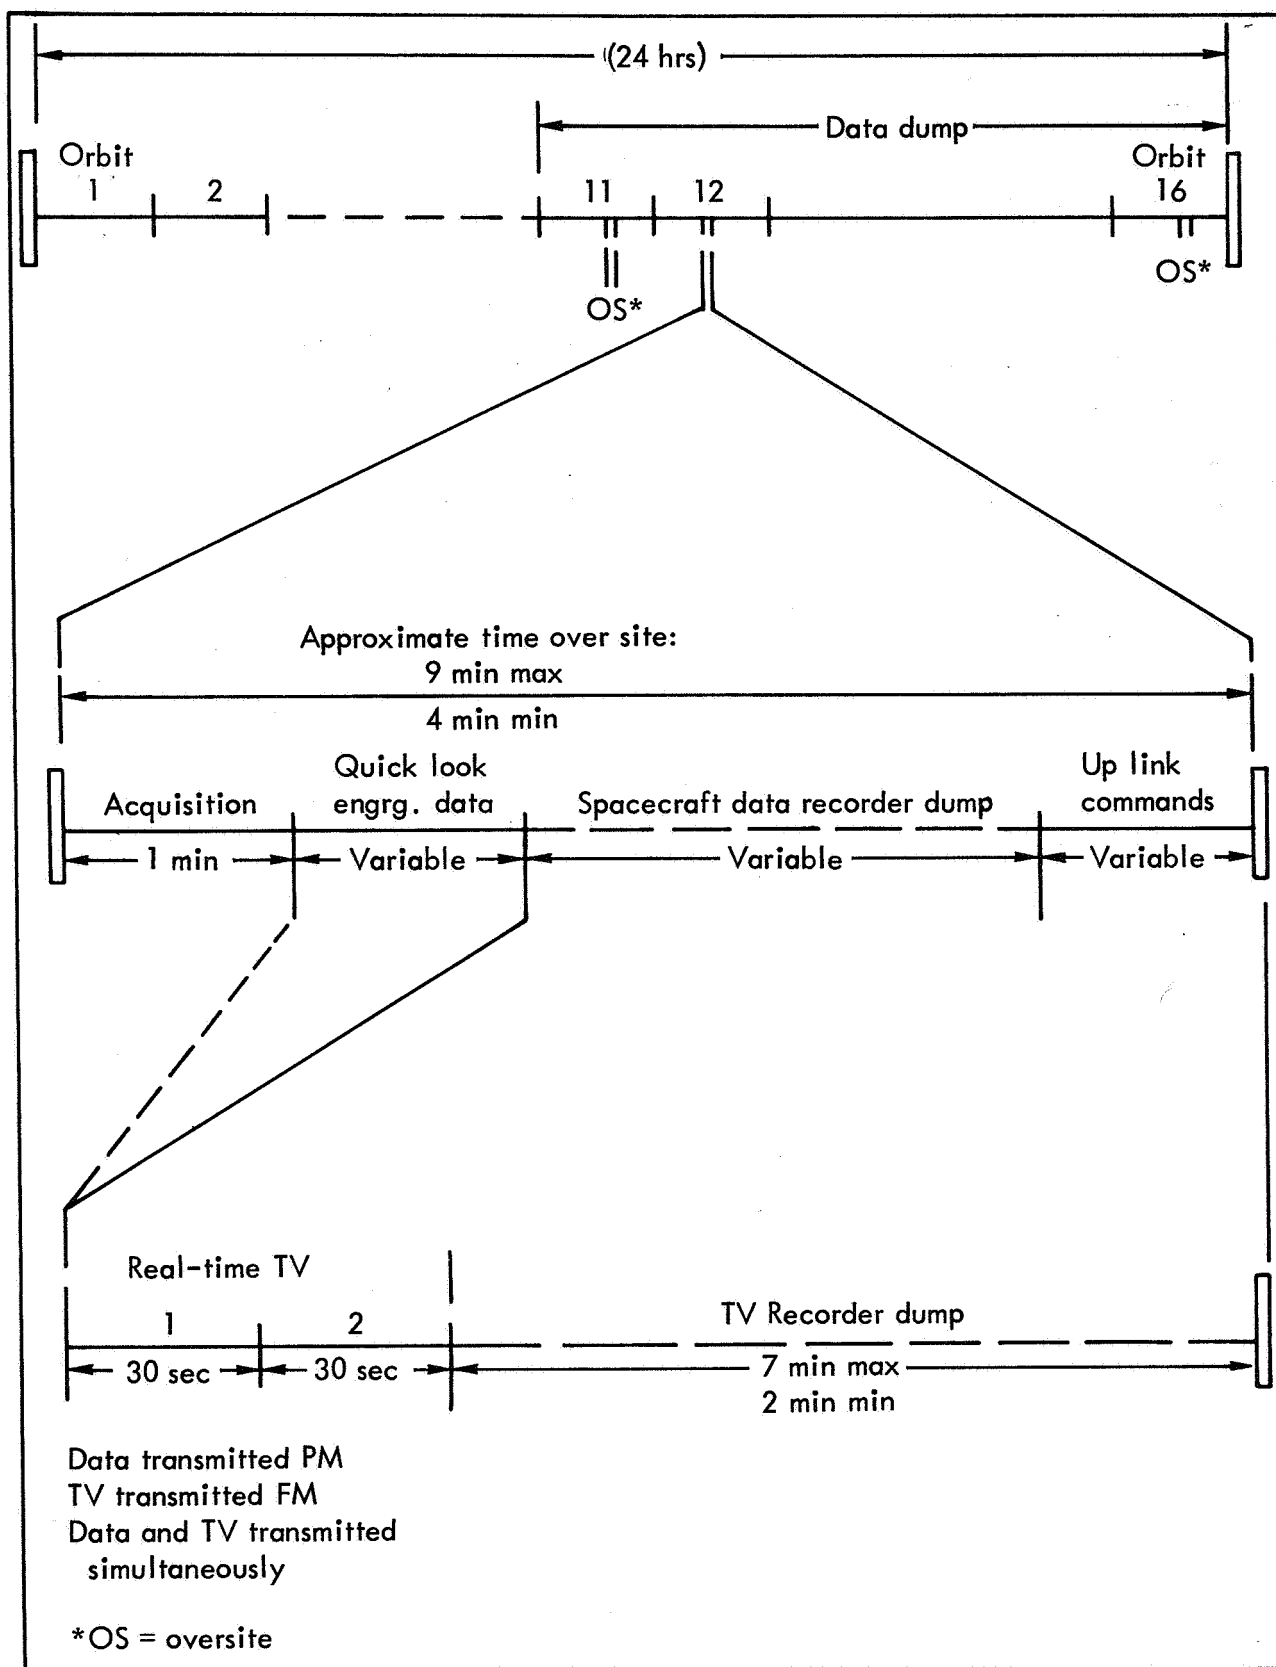 (24 hrs)
Data dump
Orbit
1
2
11
12
Orbit
16
OS*
OS*
Approximate time over site:
9 min max
4 min min
Acquisition
Quick look
engrg. data
Spacecraft data recorder dump
Up link
commands
1 min
Variable
Variable
Variable
Real-time TV
1
2
TV Recorder dump
30 sec
30 sec
7 min max
2 min min
Data transmitted PM
TV transmitted FM
Data and TV transmitted
simultaneously
*OS = oversite